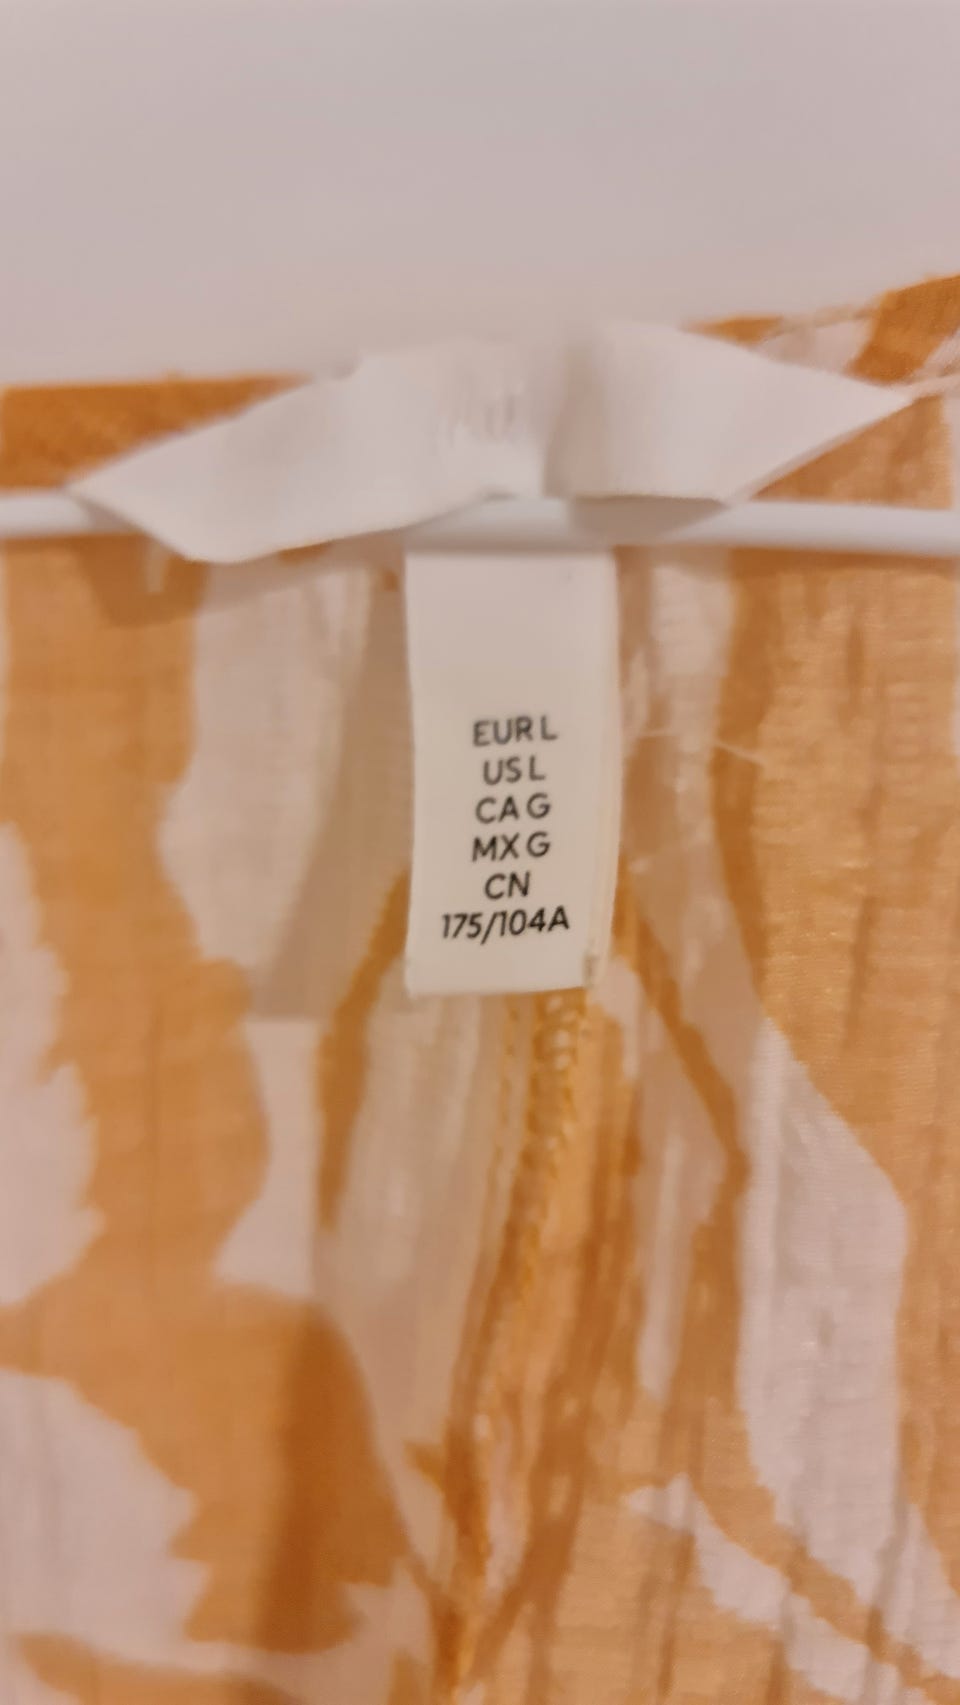 EUR L
US L
CA G
MX G
CN
175/104A